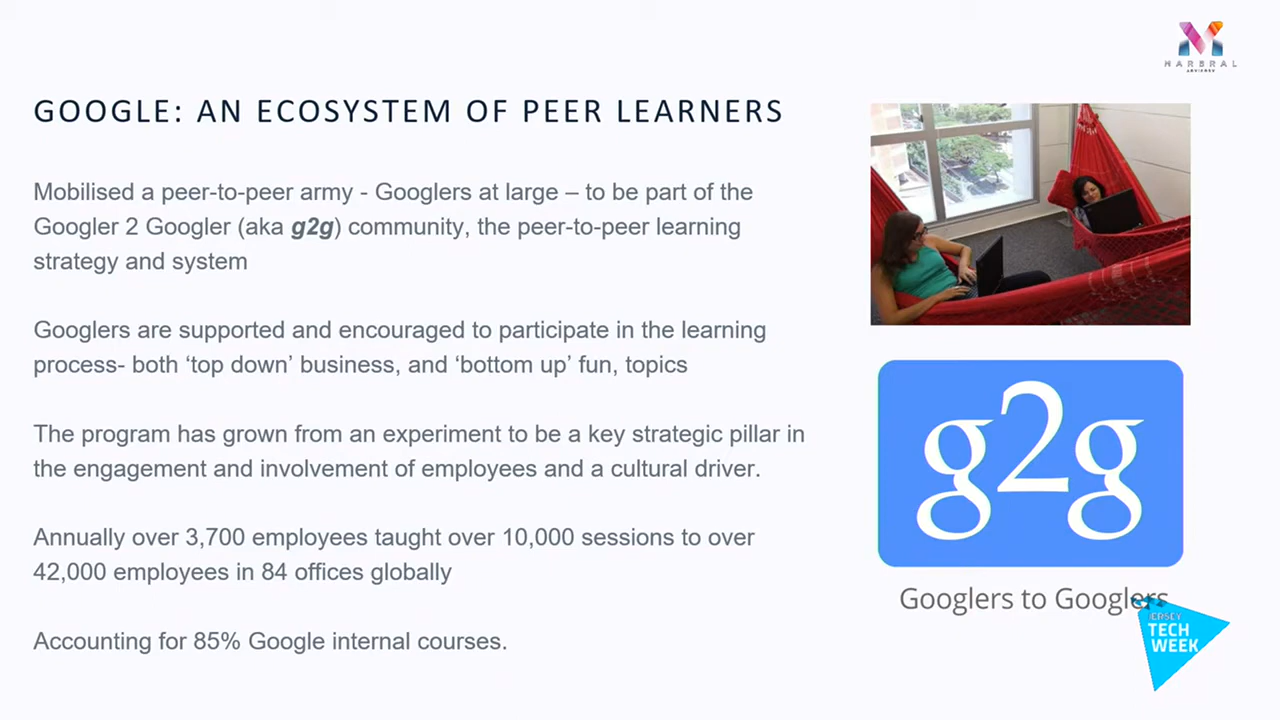 MARBRAL
ADVISORY
GOOGLE: AN ECOSYSTEM OF PEER LEARNERS
Mobilised a peer-to-peer army - Googlers at large – to be part of the
Googler 2 Googler (aka g2g) community, the peer-to-peer learning
strategy and system
Googlers are supported and encouraged to participate in the learning
process- both ‘top down’ business, and ‘bottom up’ fun, topics
The program has grown from an experiment to be a key strategic pillar in
the engagement and involvement of employees and a cultural driver.
Annually over 3,700 employees taught over 10,000 sessions to over
42,000 employees in 84 offices globally
Accounting for 85% Google internal courses.
g2g
Googlers to Googlers
JERSEY
TECH
WEEK